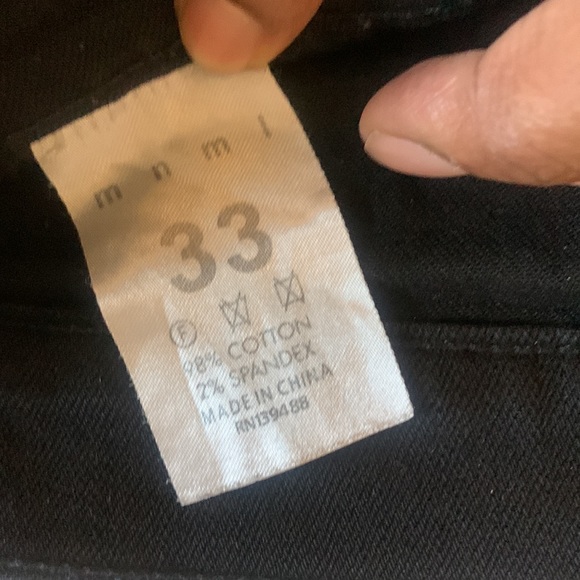 m n m l
33
F
98% COTTON
2% SPANDEX
MADE IN CHINA
RN139488